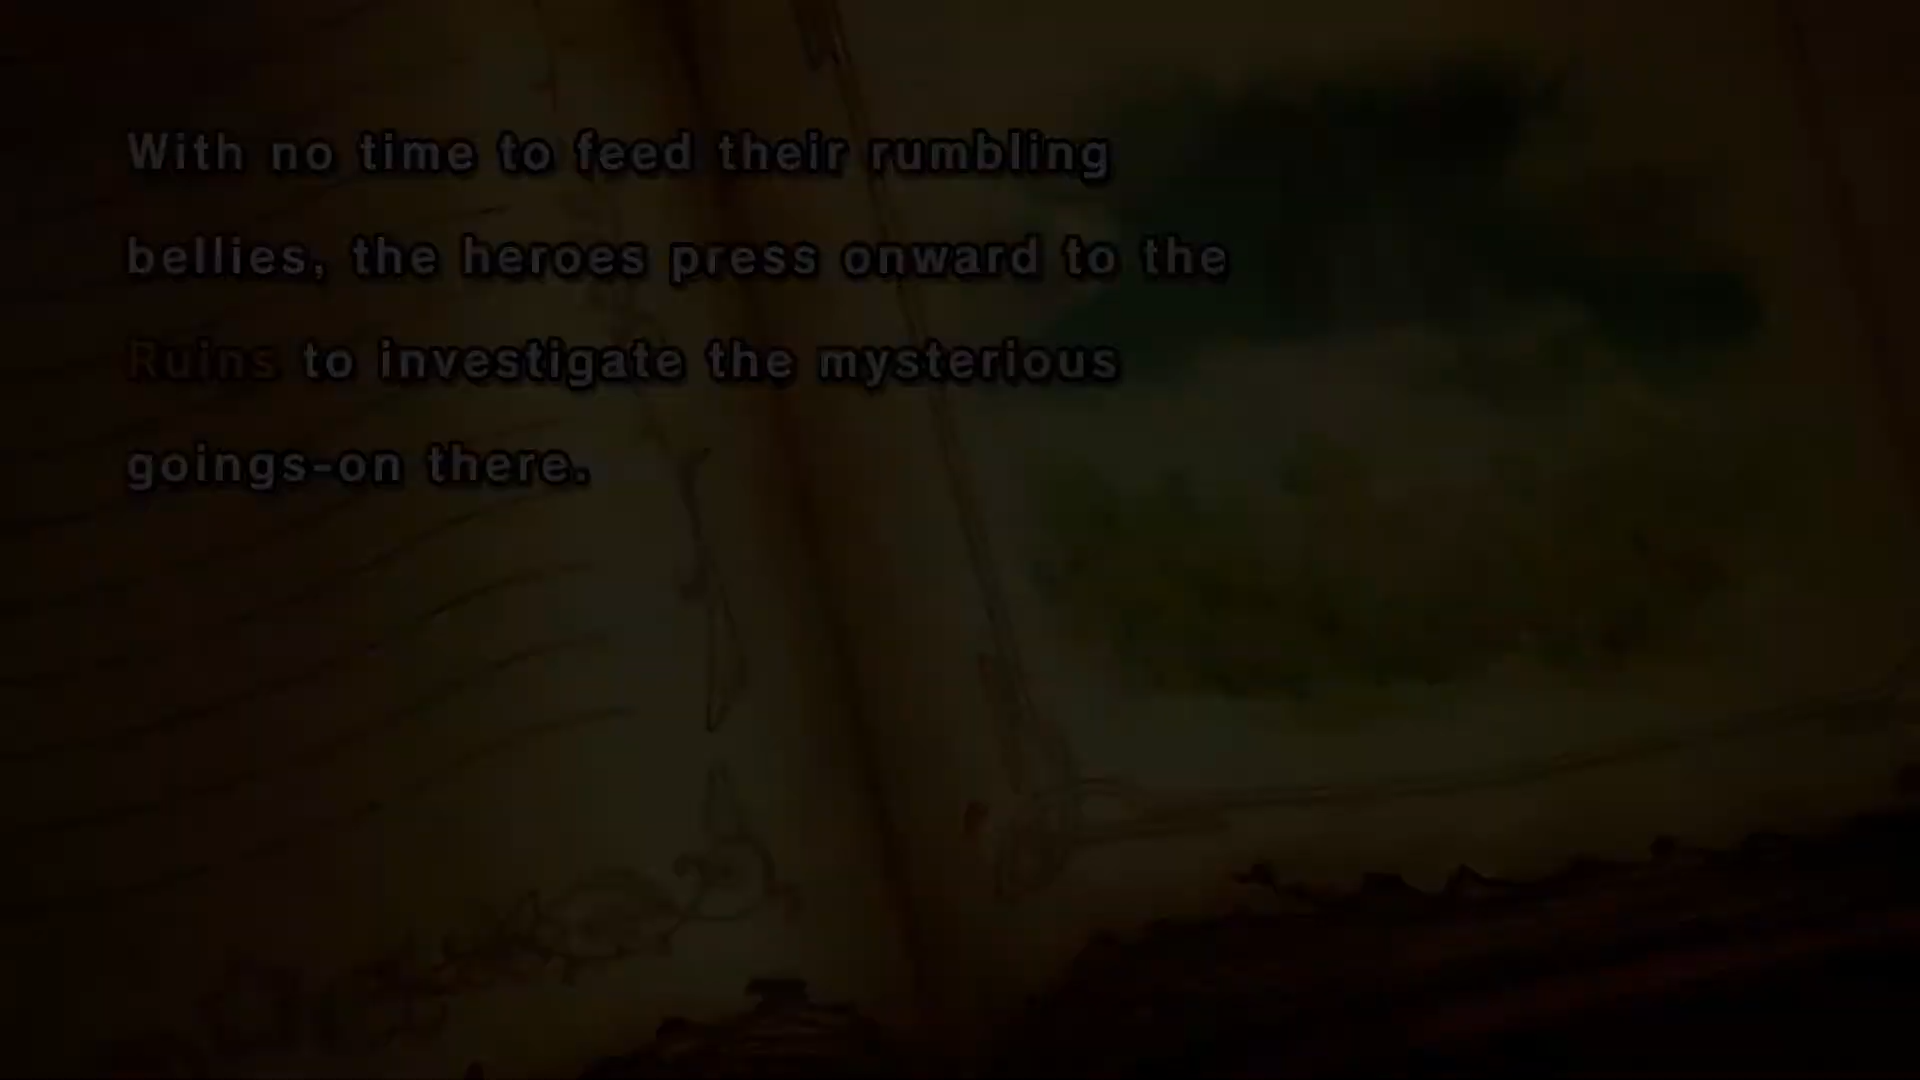 With no time to feed their rumbling
bellies, the heroes press onward to the
Ruins to investigate the mysterious
goings-on there.